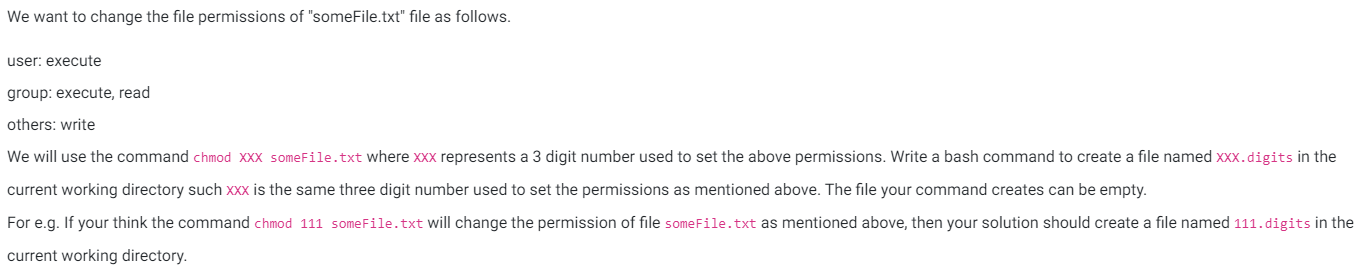 We want to change the file permissions of "someFile.txt" file as follows.
user: execute
group: execute, read
others: write
We will use the command chmod XXX someFile.txt where XXX represents a 3 digit number used to set the above permissions. Write a bash command to create a file named XXX.digits in the
current working directory such XXX is the same three digit number used to set the permissions as mentioned above. The file your command creates can be empty.
For e.g. If your think the command chmod 111 someFile.txt will change the permission of file someFile.txt as mentioned above, then your solution should create a file named 111.digits in the
current working directory.